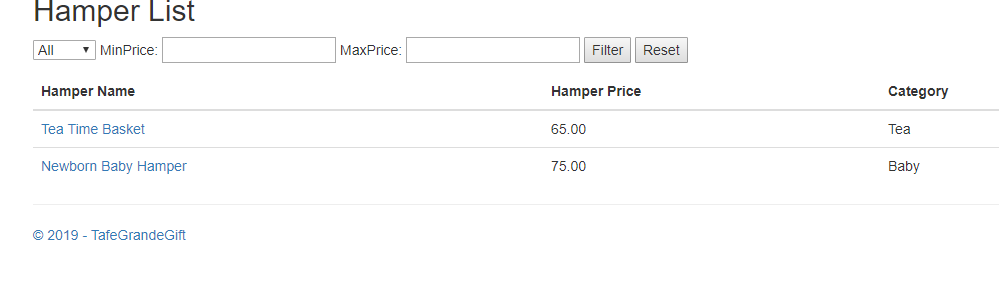 Hamper List
All MinPrice: MaxPrice: Filter Reset
Hamper Name Hamper Price Category
Tea Time Basket 65.00 Tea
Newborn Baby Hamper 75.00 Baby
© 2019 - TafeGrandeGift